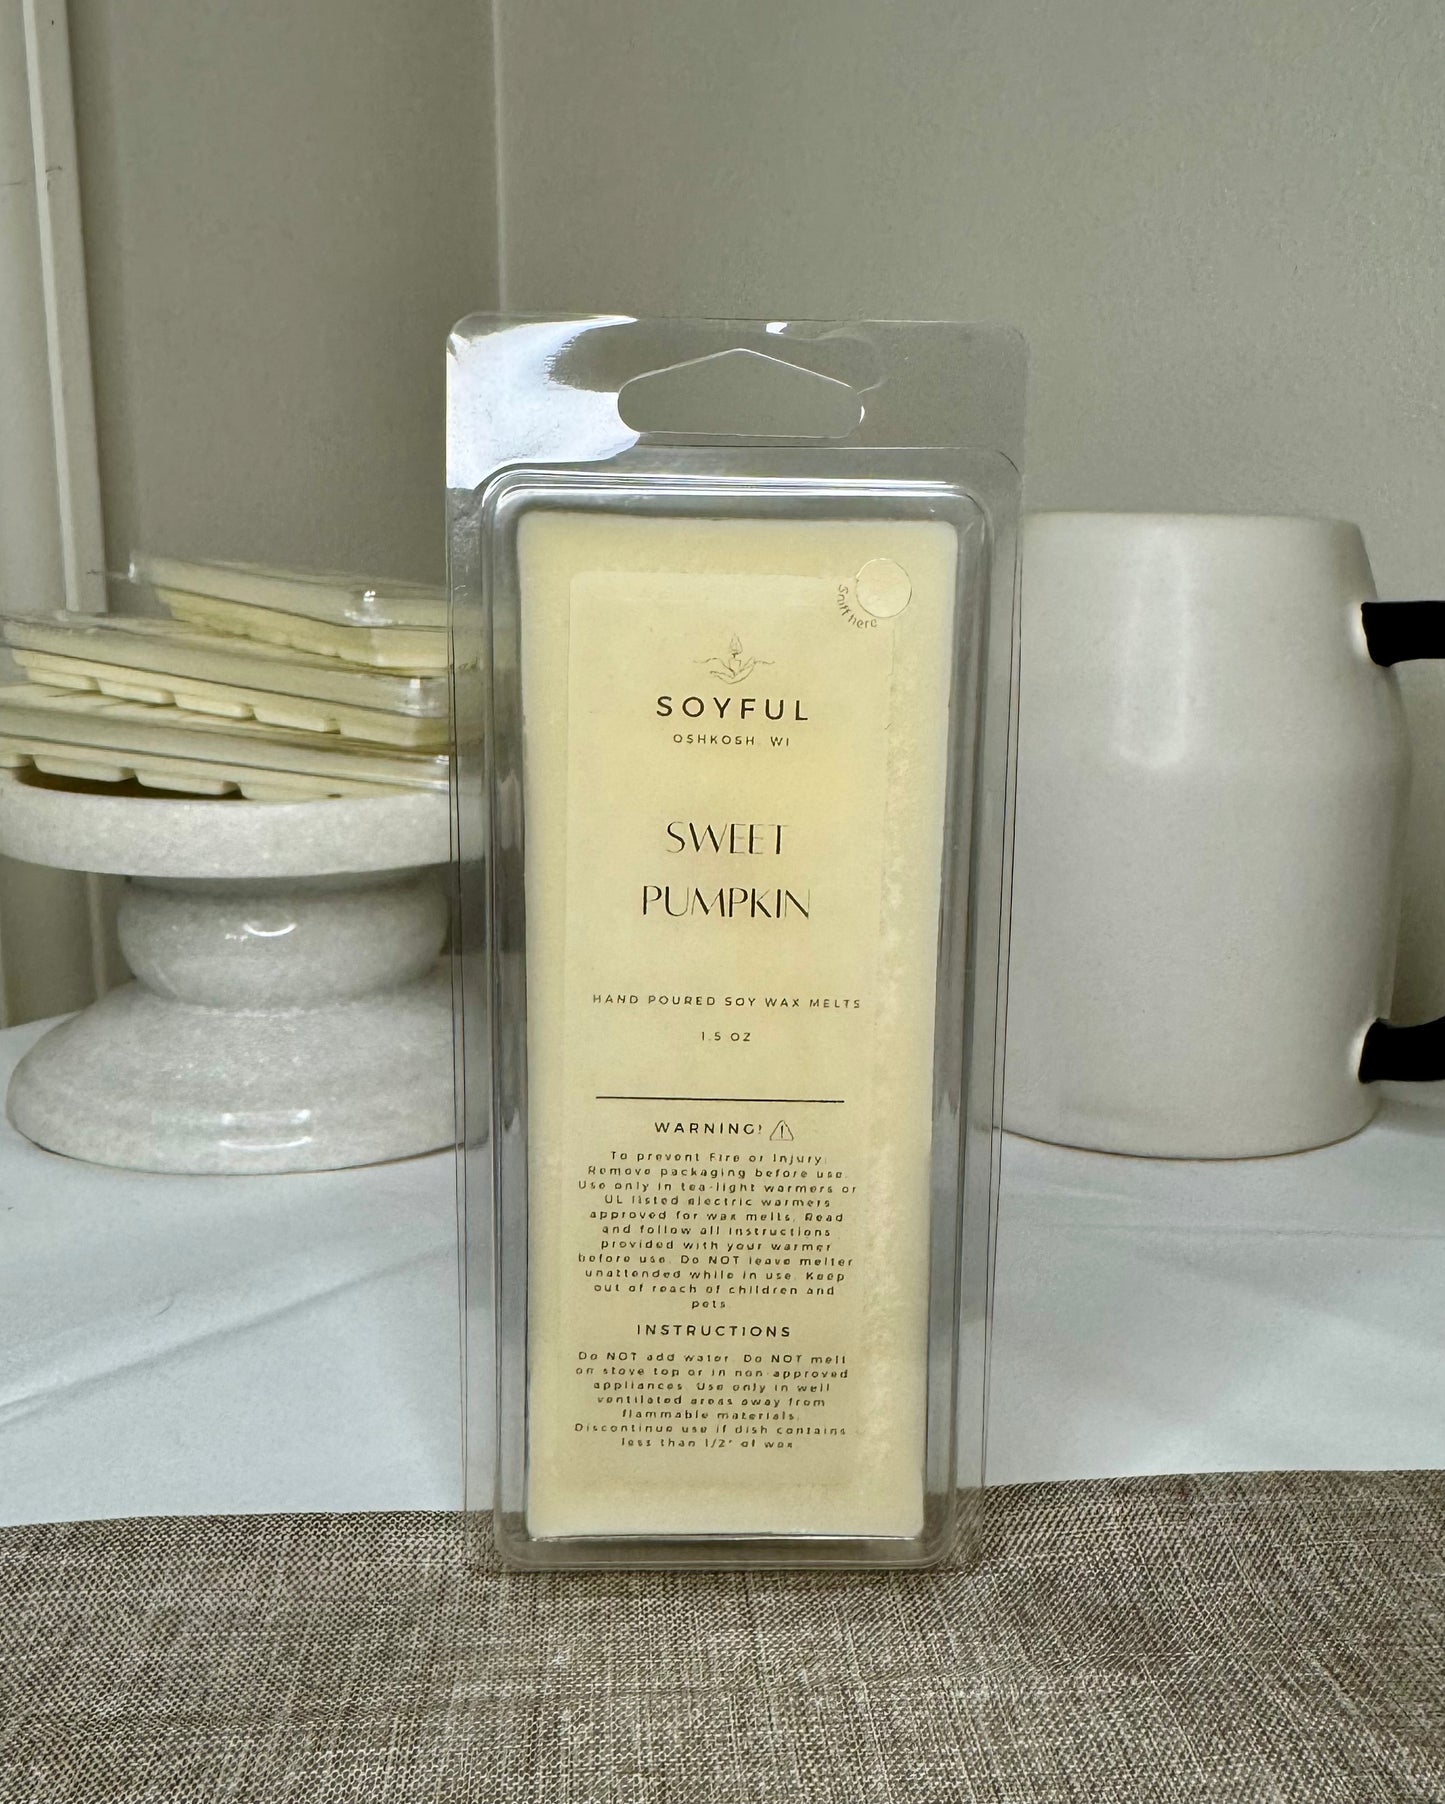 Sniff here
SOYFUL
OSHKOSH, WI
SWEET
PUMPKIN
HAND POURED SOY WAX MELTS
1.5 OZ
WARNING!
To prevent Fire or Injury:
Remove packaging before use.
Use only in tea-light warmers or
UL listed electric warmers
approved for wax melts. Read
and follow all instructions
provided with your warmer
before use. Do NOT leave melter
unattended while in use. Keep
out of reach of children and
pets.
INSTRUCTIONS
Do NOT add water. Do NOT melt
on stove top or in non-approved
appliances. Use only in well
ventilated areas away from
flammable materials.
Discontinue use if dish contains
less than 1/2" of wax